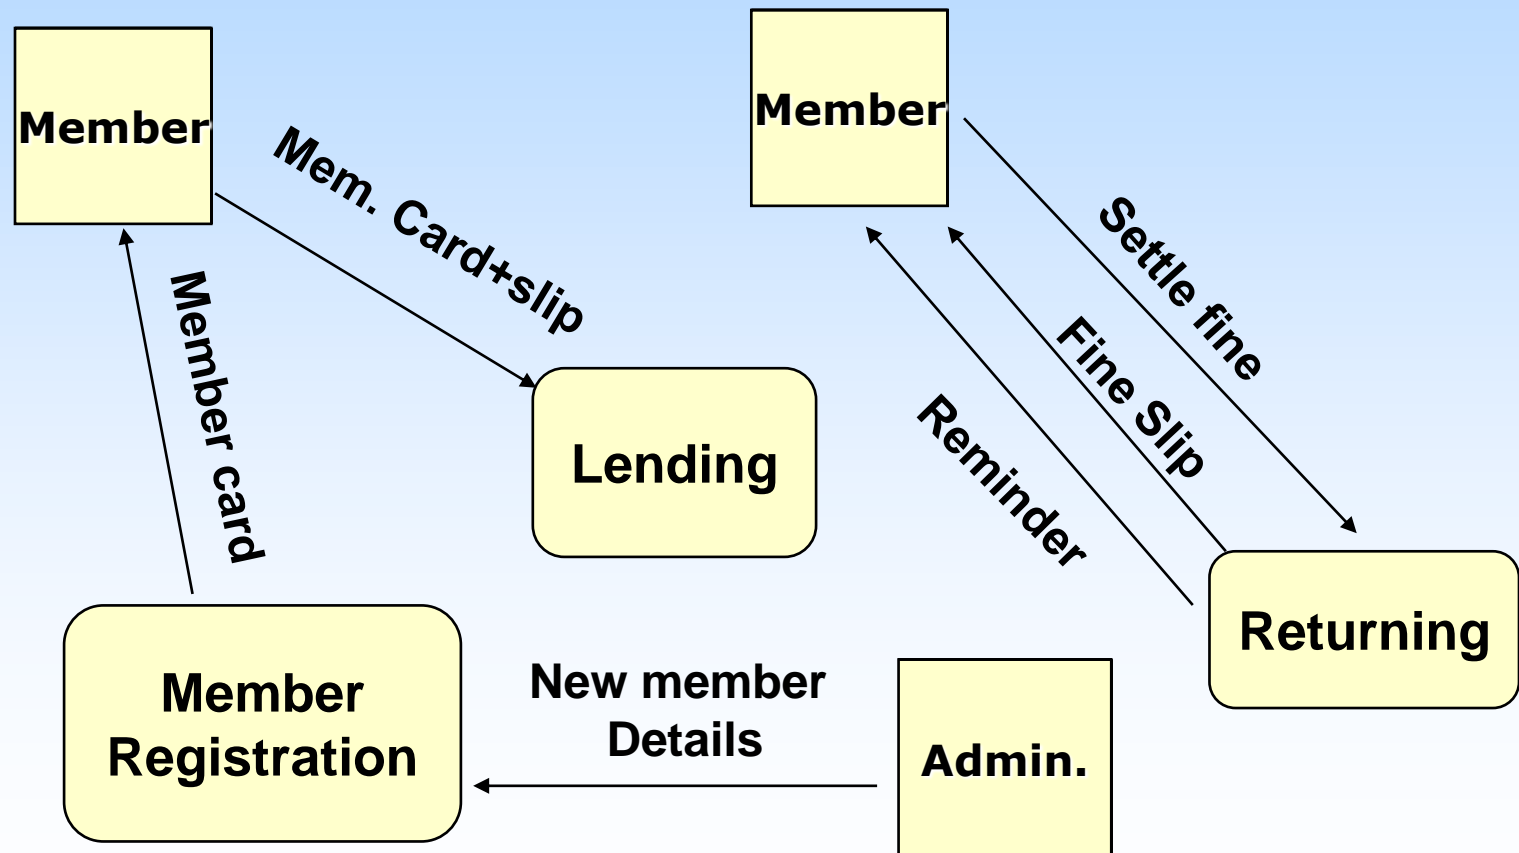 Member
Member
Mem. Card+slip
Settle fine
Member card
Fine Slip
Reminder
Lending
Returning
Member
Registration
New member
Details
Admin.